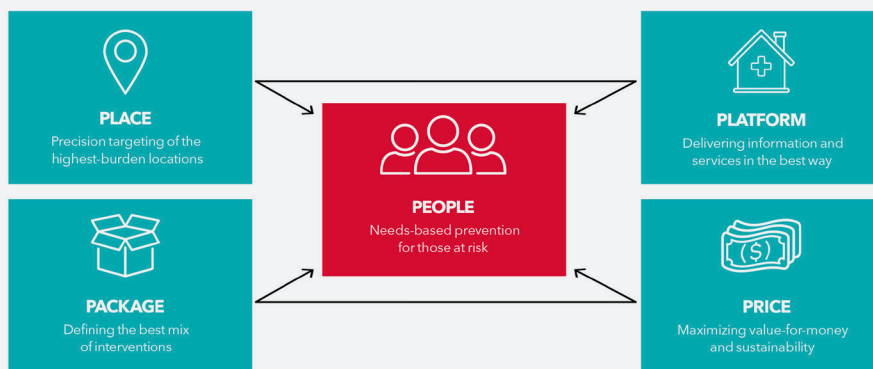 PLACE
Precision targeting of the
highest-burden locations
PLATFORM
Delivering information and
services in the best way
PEOPLE
Needs-based prevention
for those at risk
PACKAGE
Defining the best mix
of interventions
($)
PRICE
Maximizing value-for-money
and sustainability